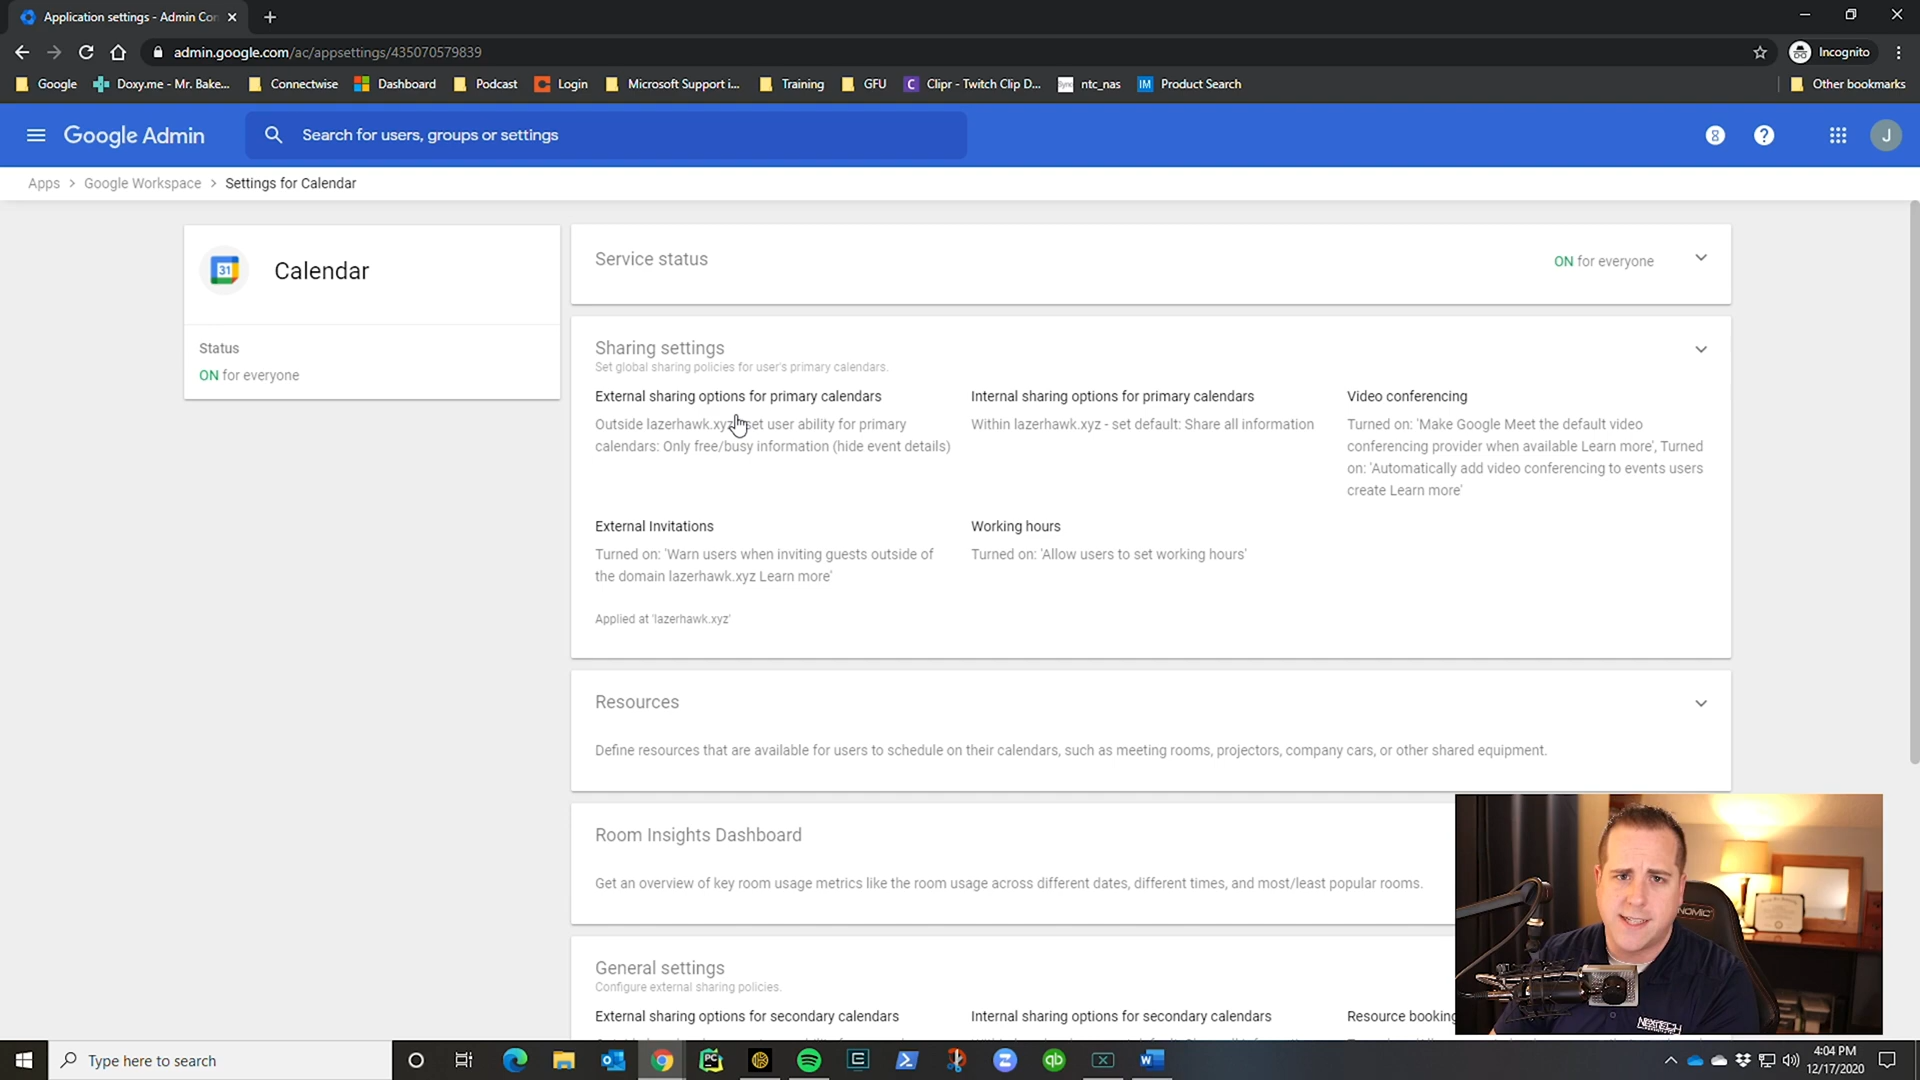 Application settings - Admin Con
admin.google.com/ac/appsettings/435070579839
Incognito
Google
Doxy.me - Mr. Bake...
Connectwise
Dashboard
Podcast
Login
Microsoft Support i...
Training
GFU
C
Clipr - Twitch Clip D...
ntc_nas
IM
Product Search
Other bookmarks
Google Admin
Search for users, groups or settings
8
?
J
Apps > Google Workspace > Settings for Calendar
31
Calendar
Status
ON for everyone
Service status
ON for everyone
Sharing settings
Set global sharing policies for user's primary calendars.
External sharing options for primary calendars
Outside lazerhawk.xyz set user ability for primary
calendars: Only free/busy information (hide event details)
Internal sharing options for primary calendars
Within lazerhawk.xyz - set default: Share all information
Video conferencing
Turned on: 'Make Google Meet the default video
conferencing provider when available Learn more', Turned
on: 'Automatically add video conferencing to events users
create Learn more'
External Invitations
Turned on: 'Warn users when inviting guests outside of
the domain lazerhawk.xyz Learn more'
Working hours
Turned on: 'Allow users to set working hours'
Applied at 'lazerhawk.xyz'
Resources
Define resources that are available for users to schedule on their calendars, such as meeting rooms, projectors, company cars, or other shared equipment.
Room Insights Dashboard
Get an overview of key room usage metrics like the room usage across different dates, different times, and most/least popular rooms.
General settings
Configure external sharing policies.
External sharing options for secondary calendars
Internal sharing options for secondary calendars
Resource booking
NOMIC
Type here to search
PC
qb
4:04 PM
12/17/2020